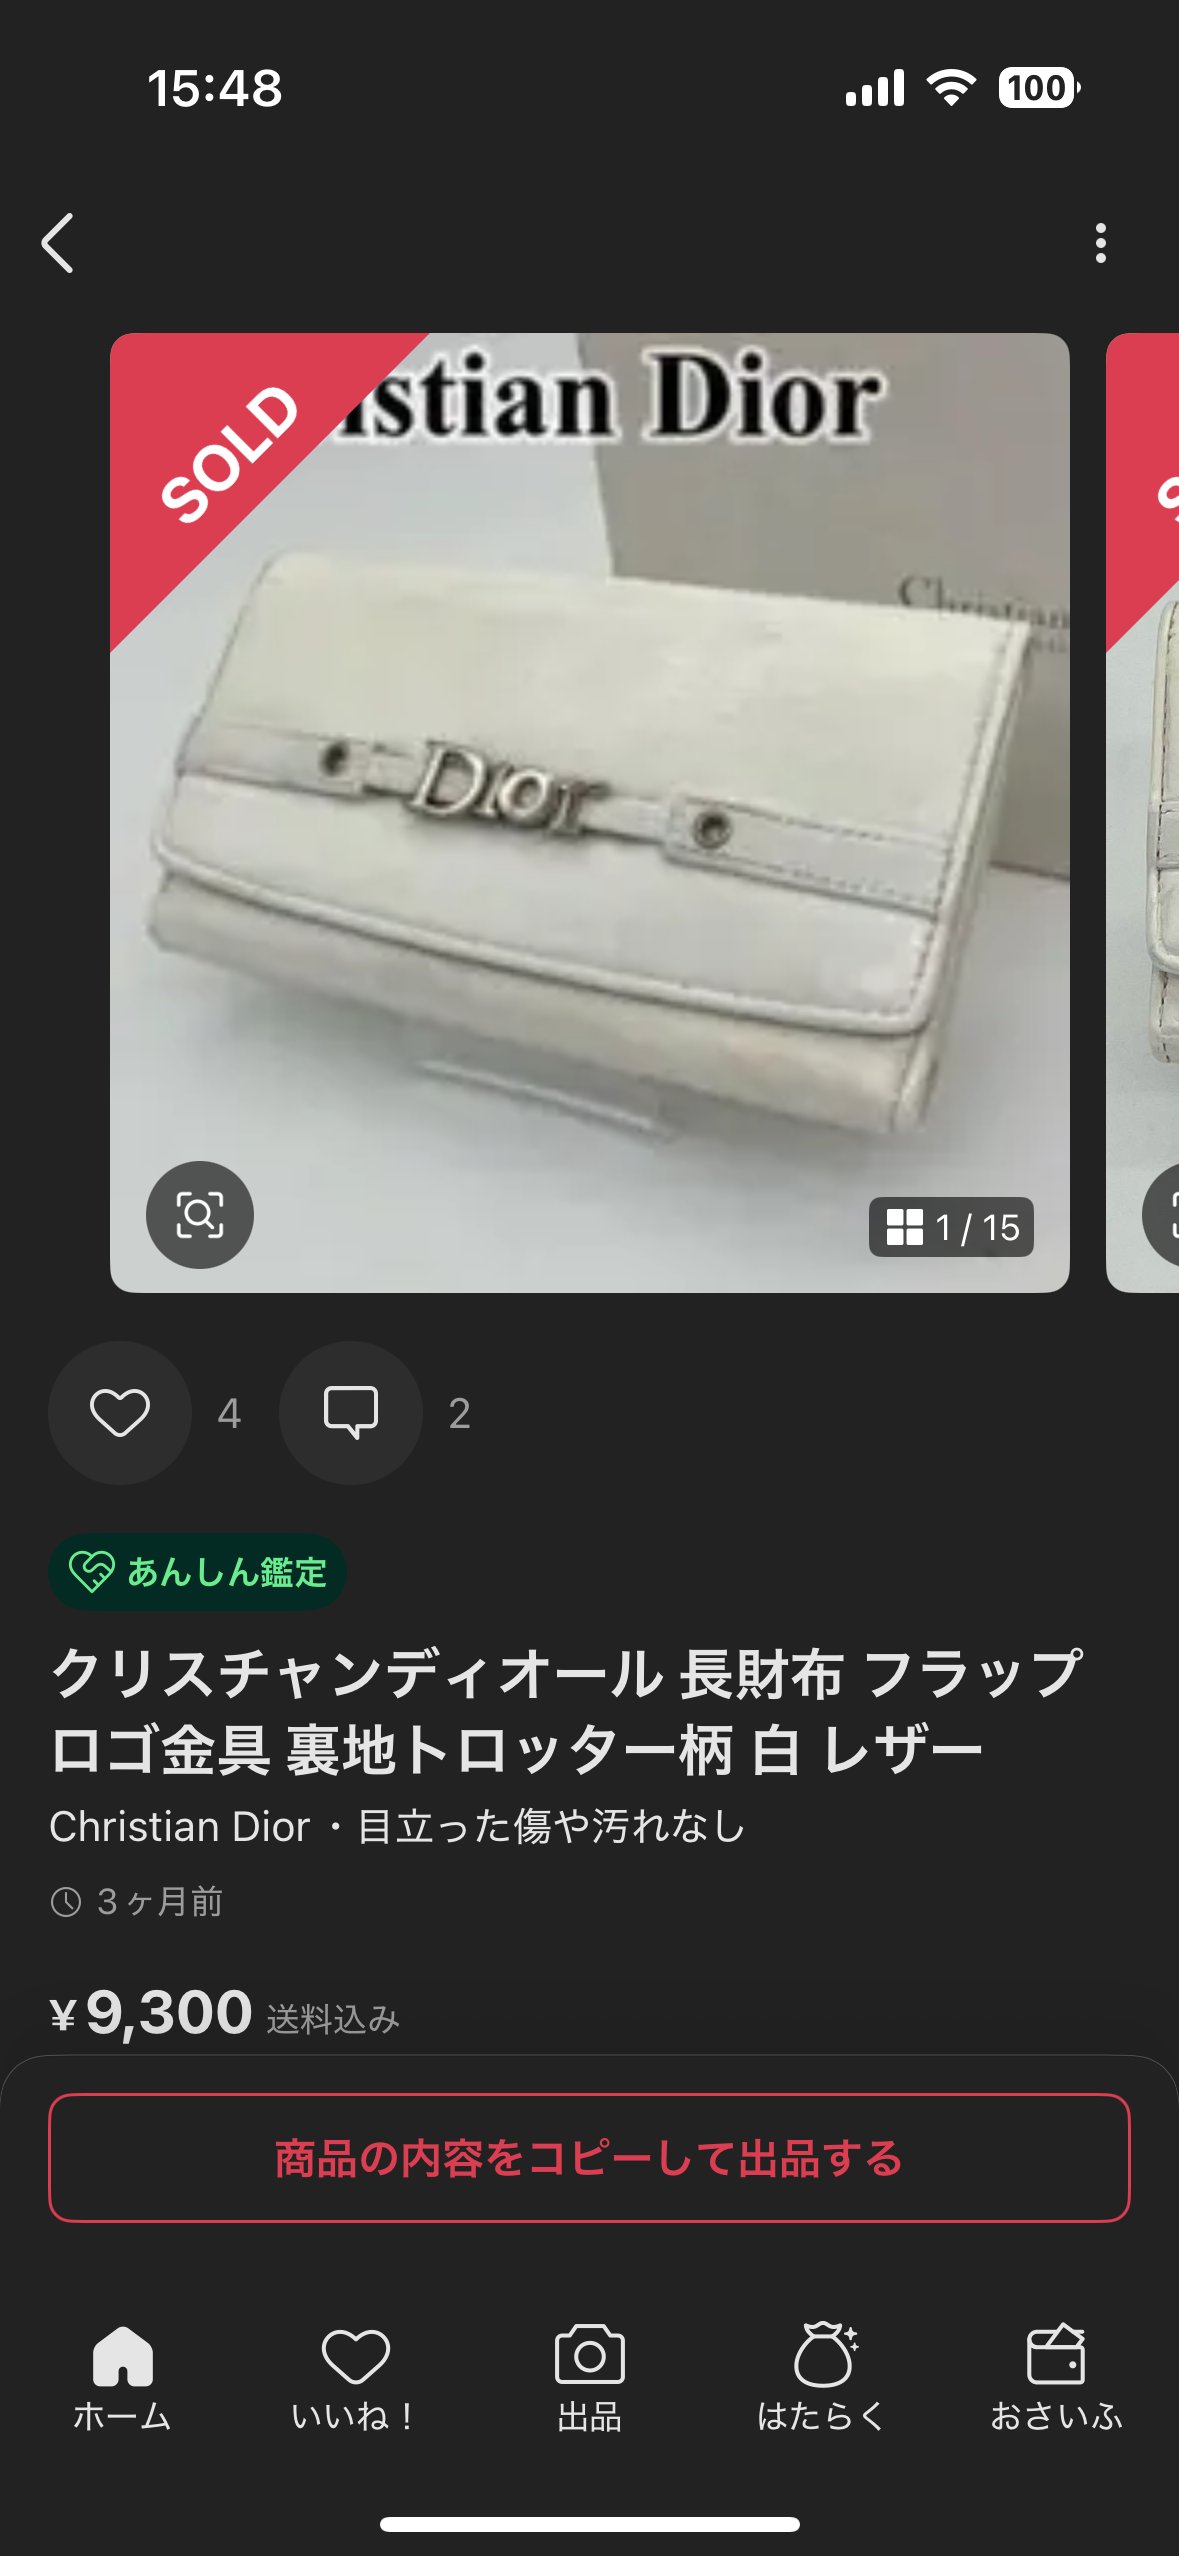 15:48
100
SOLD
istian Dior
Christian
Dior
1 / 15
4
2
あんしん鑑定
クリスチャンディオール 長財布 フラップ
ロゴ金具 裏地トロッター柄 白 レザー
Christian Dior・目立った傷や汚れなし
3ヶ月前
¥9,300 送料込み
商品の内容をコピーして出品する
ホーム
いいね！
出品
はたらく
おさいふ